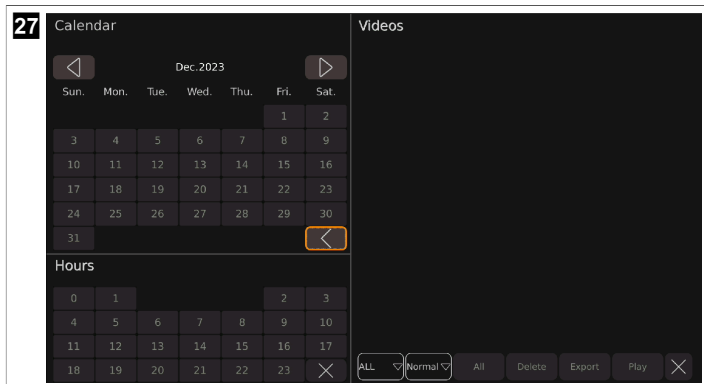 27
Calendar
Dec.2023
Sun. Mon. Tue. Wed. Thu. Fri. Sat.
1 2
3 4 5 6 7 8 9
10 11 12 13 14 15 16
17 18 19 20 21 22 23
24 25 26 27 28 29 30
31
Hours
0 1 2 3
4 5 6 7 8 9 10
11 12 13 14 15 16 17
18 19 20 21 22 23
Videos
ALL Normal All Delete Export Play